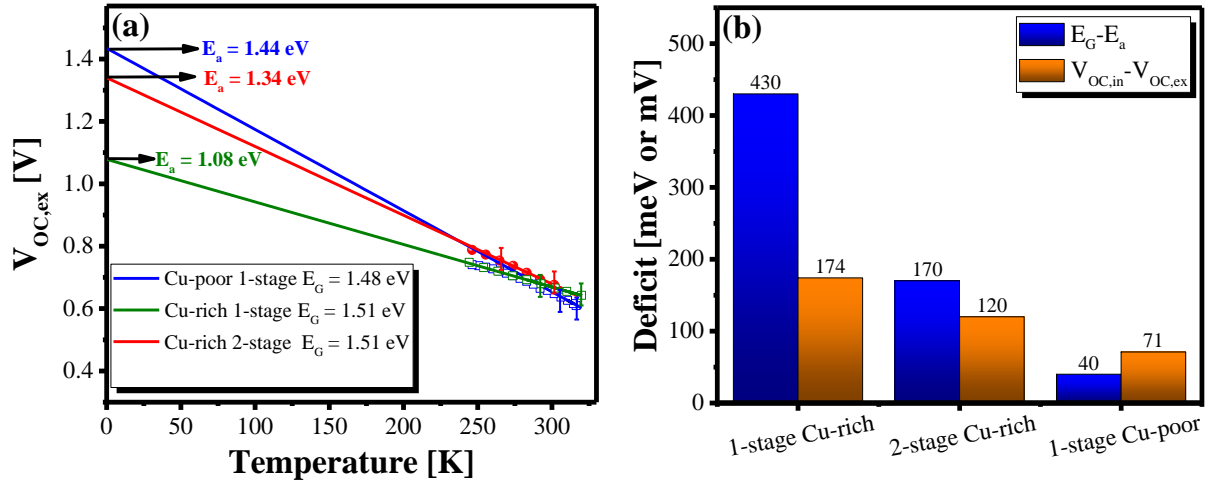 (a)
E_a = 1.44 eV
E_a = 1.34 eV
E_a = 1.08 eV
V_OC,ex [V]
1.4
1.2
1.0
0.8
0.6
0.4
Cu-poor 1-stage E_G = 1.48 eV
Cu-rich 1-stage E_G = 1.51 eV
Cu-rich 2-stage E_G = 1.51 eV
0 50 100 150 200 250 300
Temperature [K]
(b)
E_G-E_a
V_OC,in-V_OC,ex
Deficit [meV or mV]
500
400
300
200
100
0
430
174
170
120
40
71
1-stage Cu-rich
2-stage Cu-rich
1-stage Cu-poor